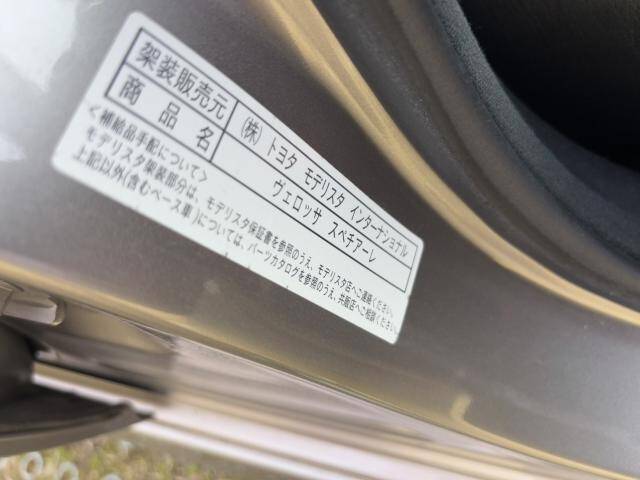 架装販売元 (株) トヨタ モデリスタ インターナショナル
商品名 ヴェロッサ スペチアーレ
<補給品手配について>
モデリスタ架装部分は、モデリスタ保証書を参照のうえ、モデリスタ店へご連絡ください。
上記以外(含むベース車)については、パーツカタログを参照のうえ、共販店へご相談ください。